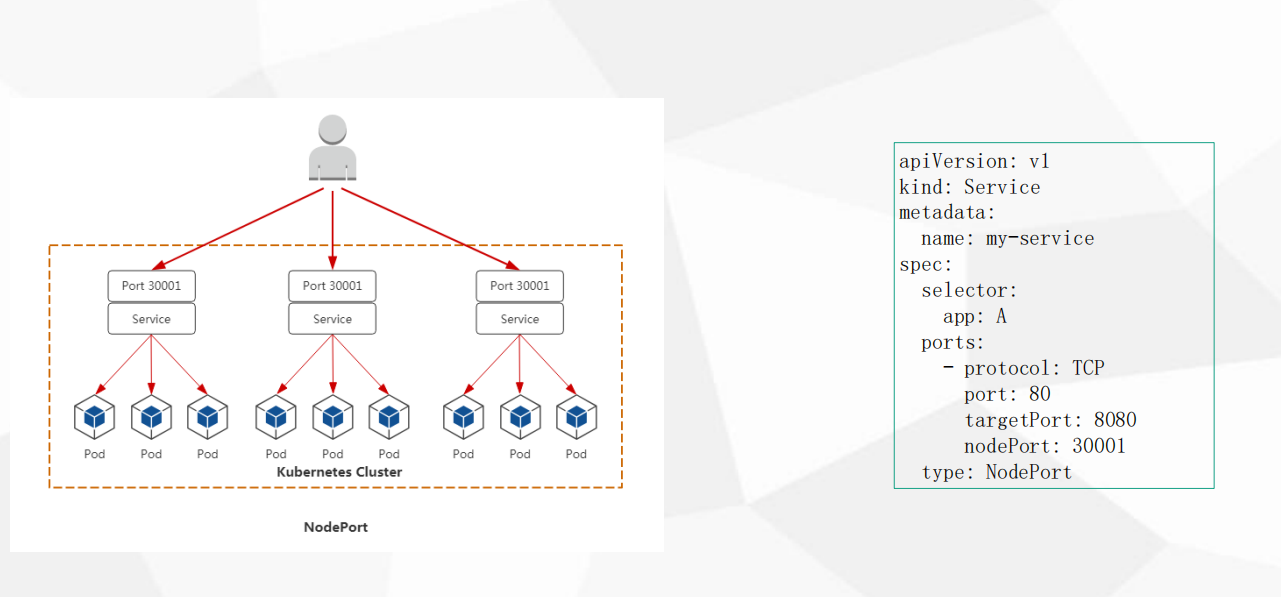 Port 30001
Port 30001
Port 30001
Service
Service
Service
Pod
Pod
Pod
Pod
Pod
Pod
Pod
Pod
Pod
Kubernetes Cluster
NodePort
apiVersion: v1
kind: Service
metadata:
  name: my-service
spec:
  selector:
    app: A
  ports:
    - protocol: TCP
      port: 80
      targetPort: 8080
      nodePort: 30001
  type: NodePort